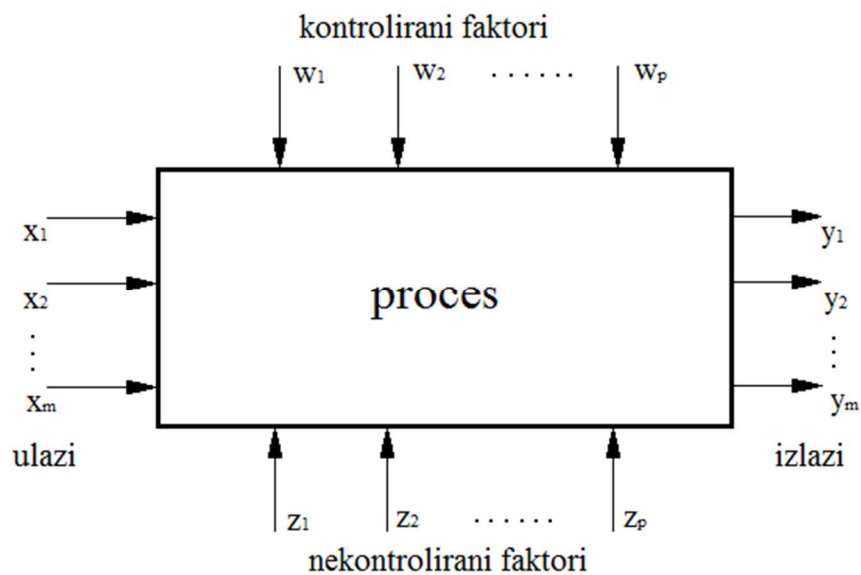 kontrolirani faktori
w₁ w₂ ...... wₚ
x₁ y₁
x₂ proces y₂
⋮ ⋮
xₘ yₘ
ulazi izlazi
z₁ z₂ ...... zₚ
nekontrolirani faktori